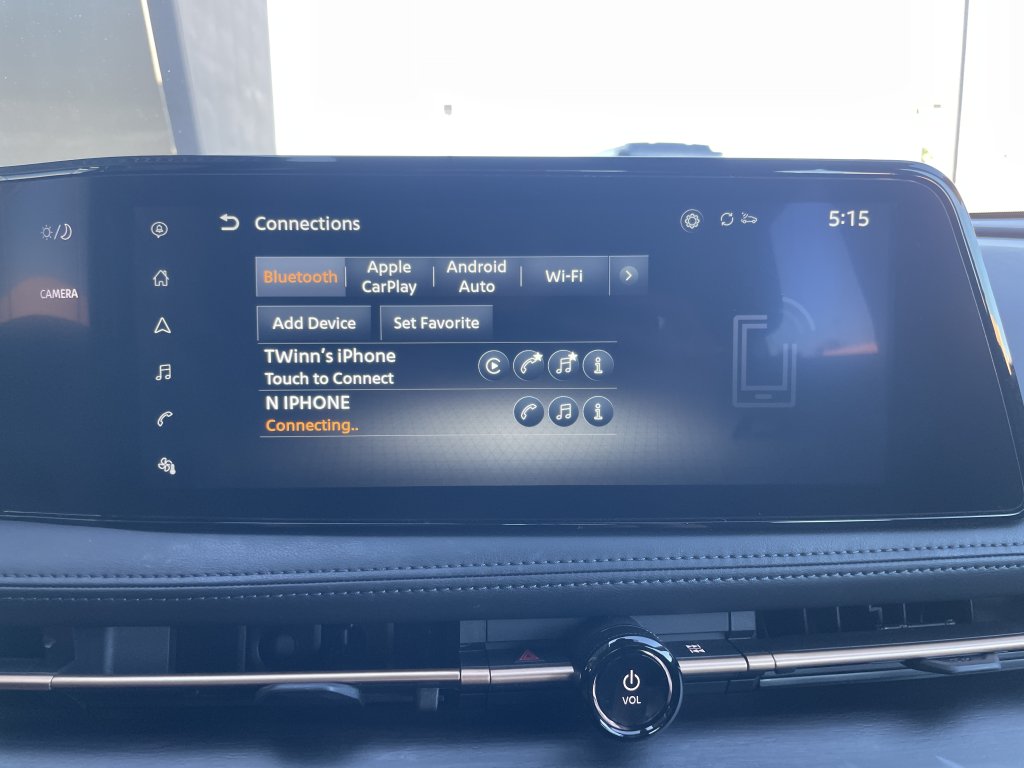 Connections
5:15
CAMERA
Bluetooth
Apple CarPlay
Android Auto
Wi-Fi
Add Device
Set Favorite
TWinn's iPhone
Touch to Connect
N IPHONE
Connecting..
VOL